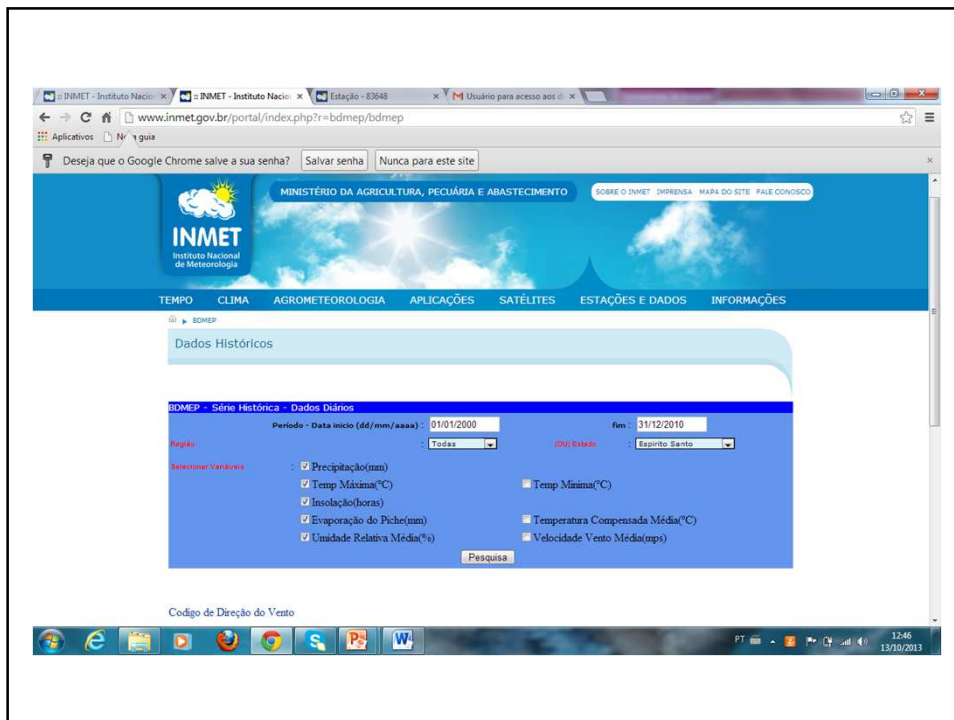 :: INMET - Instituto Nacio
:: INMET - Instituto Nacio
Estação - 83648
Usuário para acesso aos d
www.inmet.gov.br/portal/index.php?r=bdmep/bdmep
Aplicativos
guia
Deseja que o Google Chrome salve a sua senha? Salvar senha Nunca para este site
MINISTÉRIO DA AGRICULTURA, PECUÁRIA E ABASTECIMENTO
SOBRE O INMET IMPRENSA MAPA DO SITE FALE CONOSCO
INMET
Instituto Nacional
de Meteorologia
TEMPO CLIMA AGROMETEOROLOGIA APLICAÇÕES SATÉLITES ESTAÇÕES E DADOS INFORMAÇÕES
BDMEP
Dados Históricos
BDMEP - Série Histórica - Dados Diários
Período - Data inicio (dd/mm/aaaa) : 01/01/2000 fim : 31/12/2010
Região : Todas (OU) Estado : Espirito Santo
Selecionar Variáveis : Precipitação(mm)
Temp Máxima(°C) Temp Minima(°C)
Insolação(horas)
Evaporação do Piche(mm) Temperatura Compensada Média(°C)
Umidade Relativa Média(%) Velocidade Vento Média(mps)
Pesquisa
Codigo de Direção do Vento
PT
12:46
13/10/2013